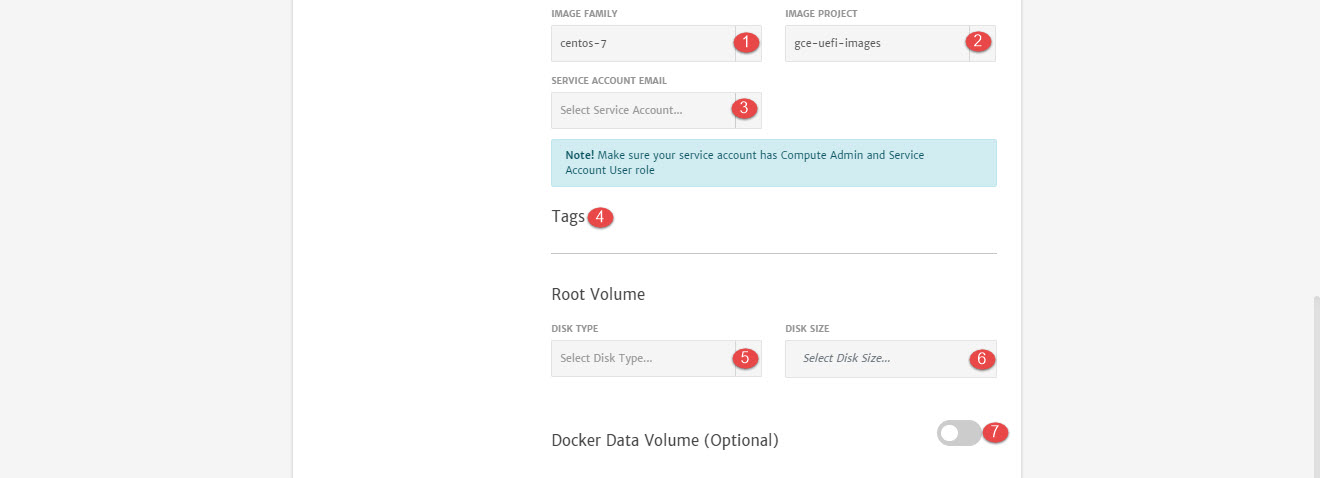 IMAGE FAMILY IMAGE PROJECT
centos-7 1 gce-uefi-images 2
SERVICE ACCOUNT EMAIL
Select Service Account... 3
Note! Make sure your service account has Compute Admin and Service
Account User role
Tags 4
Root Volume
DISK TYPE DISK SIZE
Select Disk Type... 5 Select Disk Size... 6
Docker Data Volume (Optional) 7